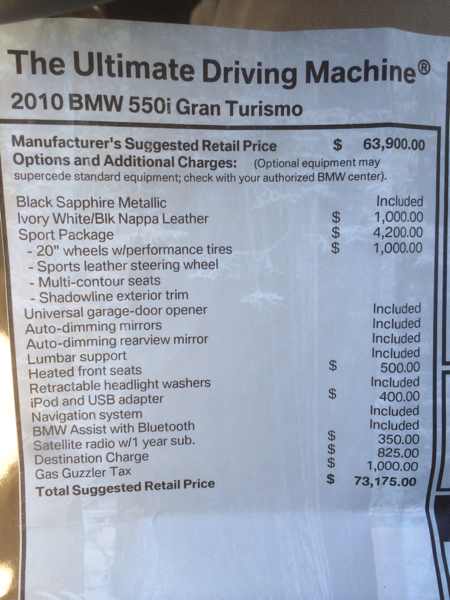 The Ultimate Driving Machine®
2010 BMW 550i Gran Turismo
Manufacturer's Suggested Retail Price $ 63,900.00
Options and Additional Charges: (Optional equipment may
supercede standard equipment; check with your authorized BMW center).
Black Sapphire Metallic Included
Ivory White/Blk Nappa Leather $ 1,000.00
Sport Package $ 4,200.00
- 20" wheels w/performance tires $ 1,000.00
- Sports leather steering wheel
- Multi-contour seats
- Shadowline exterior trim
Universal garage-door opener Included
Auto-dimming mirrors Included
Auto-dimming rearview mirror Included
Lumbar support Included
Heated front seats $ 500.00
Retractable headlight washers Included
iPod and USB adapter $ 400.00
Navigation system Included
BMW Assist with Bluetooth Included
Satellite radio w/1 year sub. $ 350.00
Destination Charge $ 825.00
Gas Guzzler Tax $ 1,000.00
Total Suggested Retail Price $ 73,175.00